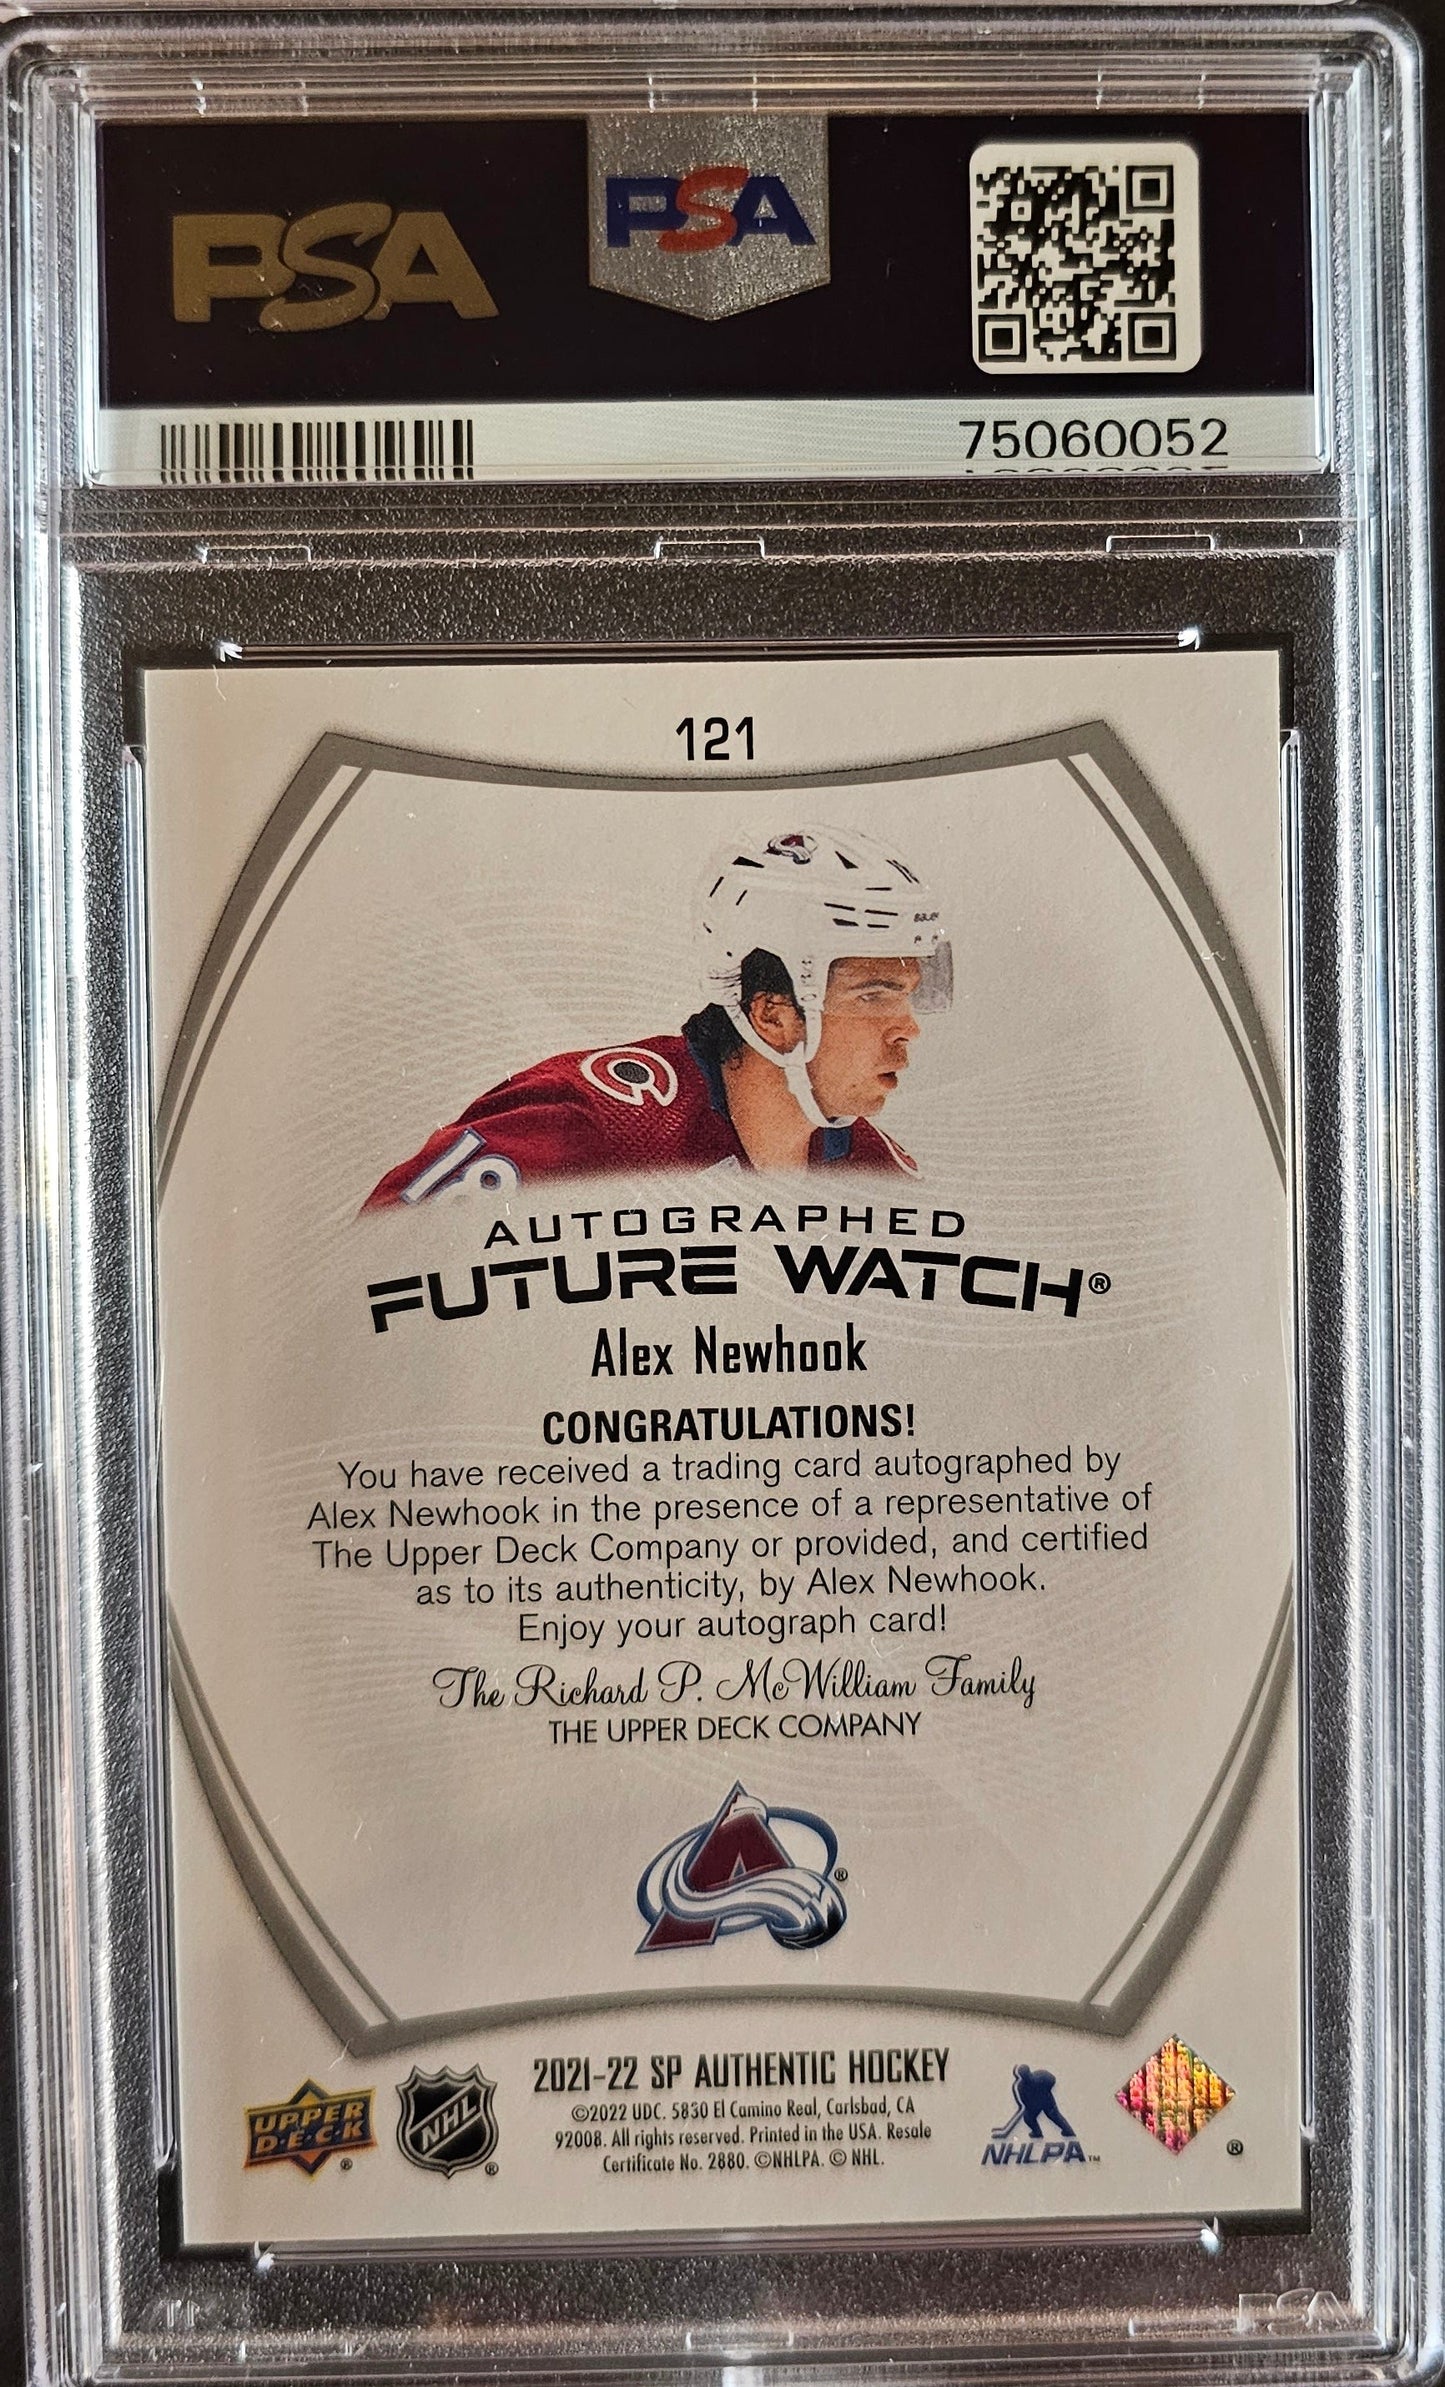 PSA
PSA
75060052
121
18
AUTOGRAPHED
FUTURE WATCH®
Alex Newhook
CONGRATULATIONS!
You have received a trading card autographed by
Alex Newhook in the presence of a representative of
The Upper Deck Company or provided, and certified
as to its authenticity, by Alex Newhook.
Enjoy your autograph card!
The Richard P. McWilliam Family
THE UPPER DECK COMPANY
®
2021-22 SP AUTHENTIC HOCKEY
©2022 UDC. 5830 El Camino Real, Carlsbad, CA
92008. All rights reserved. Printed in the USA. Resale
Certificate No. 2880. ©NHLPA. © NHL.
UPPER
D·E·C·K ®
NHL ®
NHLPA™
®
PSA